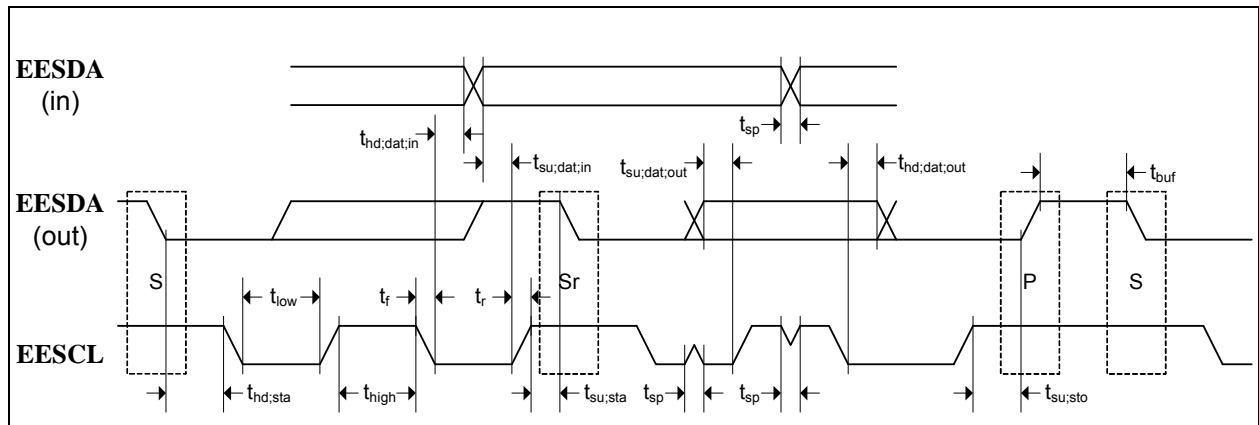 EESDA
(in)
t_hd;dat;in
t_sp
t_su;dat;in
t_su;dat;out
t_hd;dat;out
t_buf
EESDA
(out)
S
t_low
t_f
t_r
Sr
P
S
EESCL
t_hd;sta
t_high
t_su;sta
t_sp
t_sp
t_su;sto